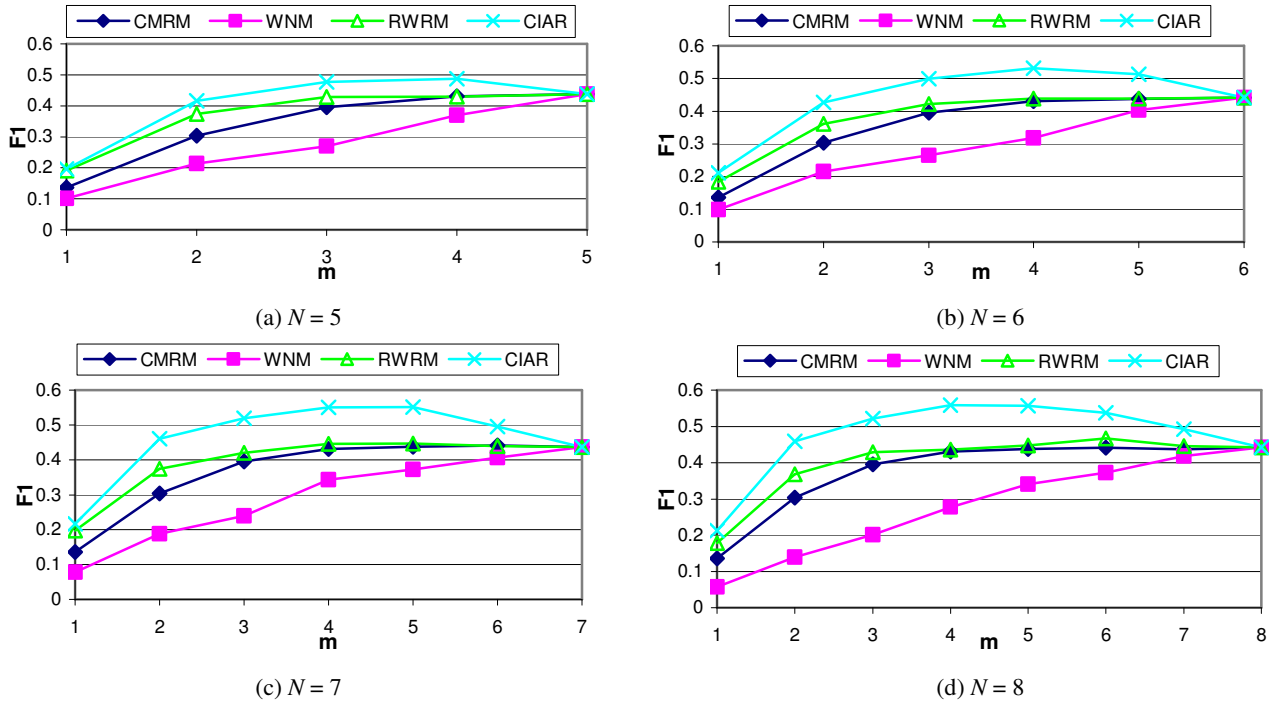 CMRM WNM RWRM CIAR
0.6
0.5
0.4
0.3
0.2
0.1
0
F1
1 2 3 4 5
m
(a) N = 5
CMRM WNM RWRM CIAR
0.6
0.5
0.4
0.3
0.2
0.1
0
F1
1 2 3 4 5 6
m
(b) N = 6
CMRM WNM RWRM CIAR
0.6
0.5
0.4
0.3
0.2
0.1
0
F1
1 2 3 4 5 6 7
m
(c) N = 7
CMRM WNM RWRM CIAR
0.6
0.5
0.4
0.3
0.2
0.1
0
F1
1 2 3 4 5 6 7 8
m
(d) N = 8